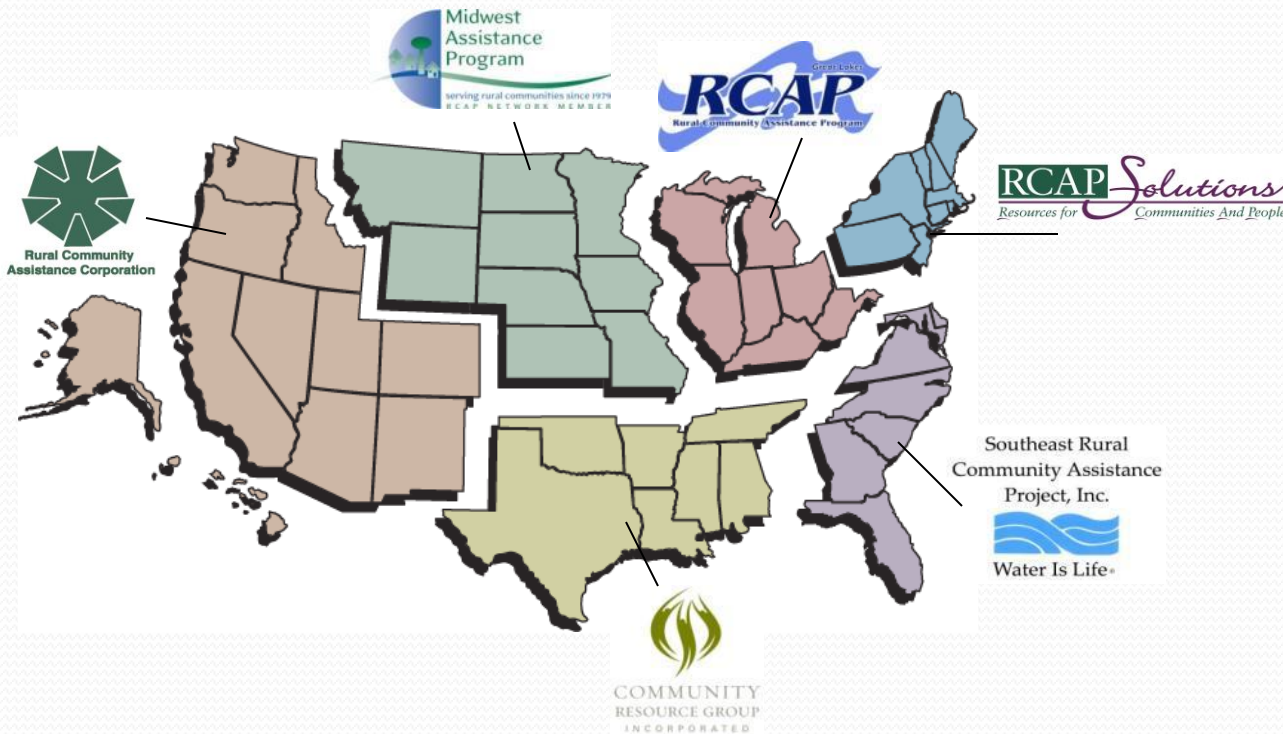 Midwest
Assistance
Program
serving rural communities since 1979
RCAP NETWORK MEMBER
Great Lakes
RCAP
Rural Community Assistance Program
Rural Community
Assistance Corporation
RCAP Solutions
Resources for Communities And People
Southeast Rural
Community Assistance
Project, Inc.
Water Is Life
COMMUNITY
RESOURCE GROUP
INCORPORATED